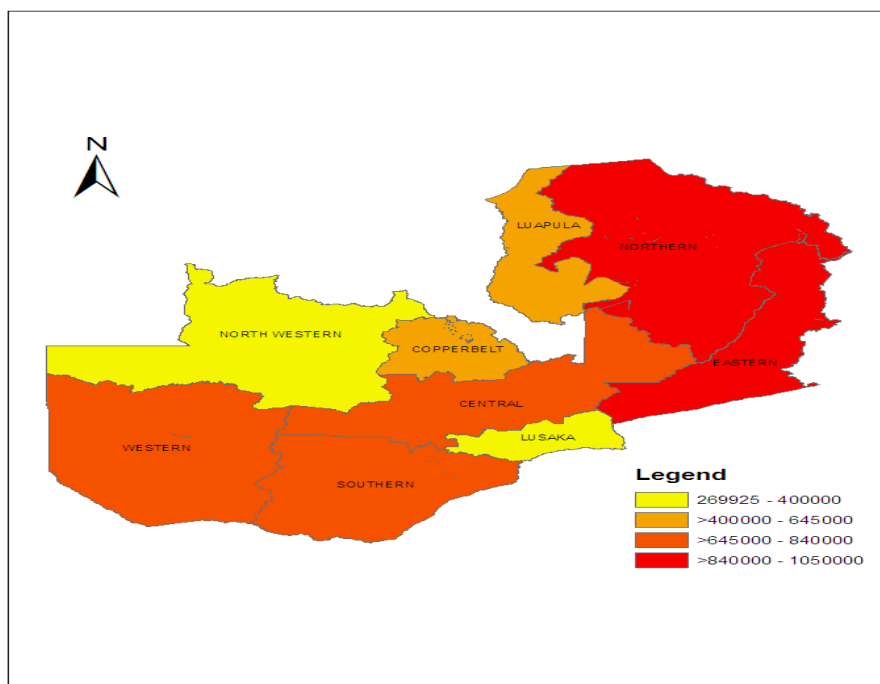 N
LUAPULA
NORTHERN
NORTH WESTERN
COPPERBELT
EASTERN
CENTRAL
LUSAKA
WESTERN
SOUTHERN
Legend
269925 - 400000
>400000 - 645000
>645000 - 840000
>840000 - 1050000